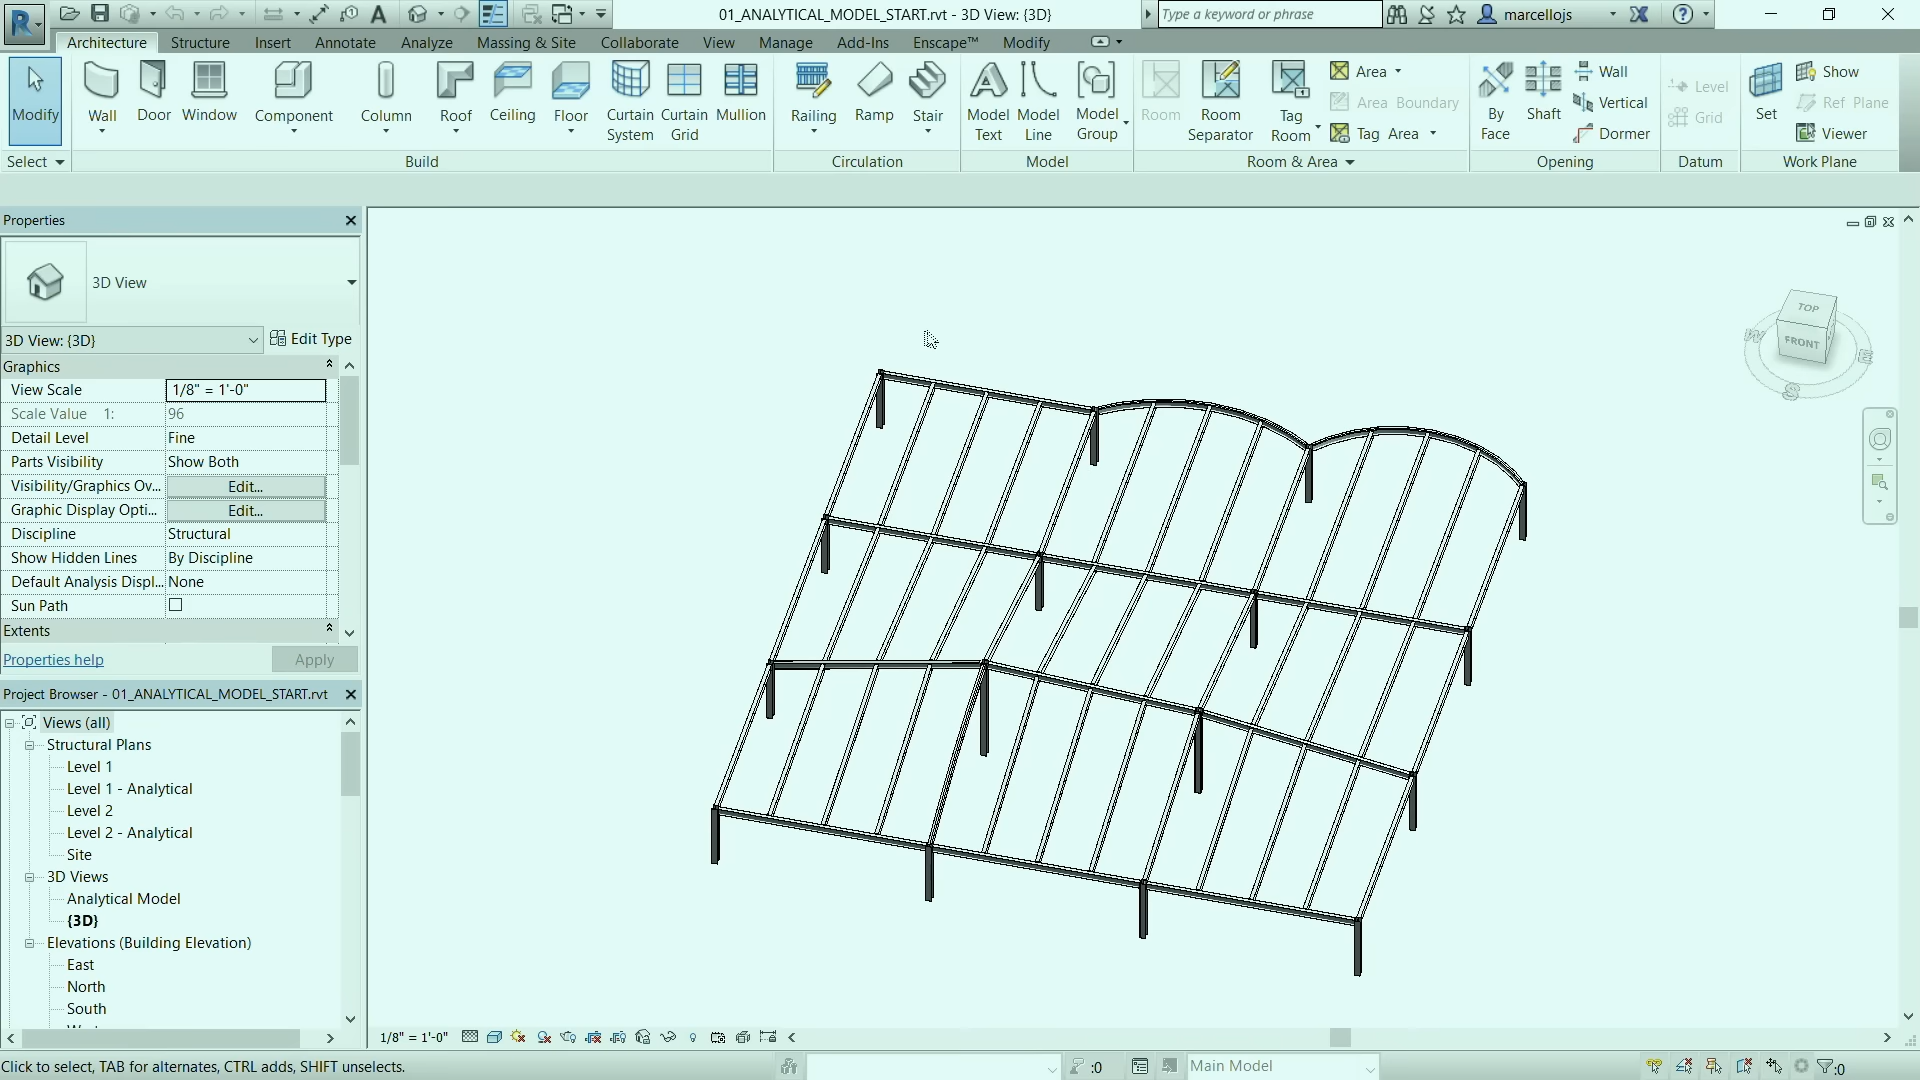 01_ANALYTICAL_MODEL_START.rvt - 3D View: {3D}
Type a keyword or phrase
marcellojs
Architecture Structure Insert Annotate Analyze Massing & Site Collaborate View Manage Add-Ins Enscape™ Modify
Modify
Wall
Door
Window
Component
Column
Roof
Ceiling
Floor
Curtain System
Curtain Grid
Mullion
Railing
Ramp
Stair
Model Text
Model Line
Model Group
Room
Room Separator
Tag Room
Area
Area Boundary
Tag Area
By Face
Shaft
Wall
Vertical
Dormer
Level
Grid
Set
Show
Ref Plane
Viewer
Select Build Circulation Model Room & Area Opening Datum Work Plane
Properties
3D View
3D View: {3D} Edit Type
Graphics
View Scale 1/8" = 1'-0"
Scale Value 1: 96
Detail Level Fine
Parts Visibility Show Both
Visibility/Graphics Ov... Edit...
Graphic Display Opti... Edit...
Discipline Structural
Show Hidden Lines By Discipline
Default Analysis Displ... None
Sun Path
Extents
Properties help Apply
Project Browser - 01_ANALYTICAL_MODEL_START.rvt
Views (all)
Structural Plans
Level 1
Level 1 - Analytical
Level 2
Level 2 - Analytical
Site
3D Views
Analytical Model
{3D}
Elevations (Building Elevation)
East
North
South
TOP
FRONT
W
E
S
1/8" = 1'-0"
Click to select, TAB for alternates, CTRL adds, SHIFT unselects.
:0
Main Model
:0